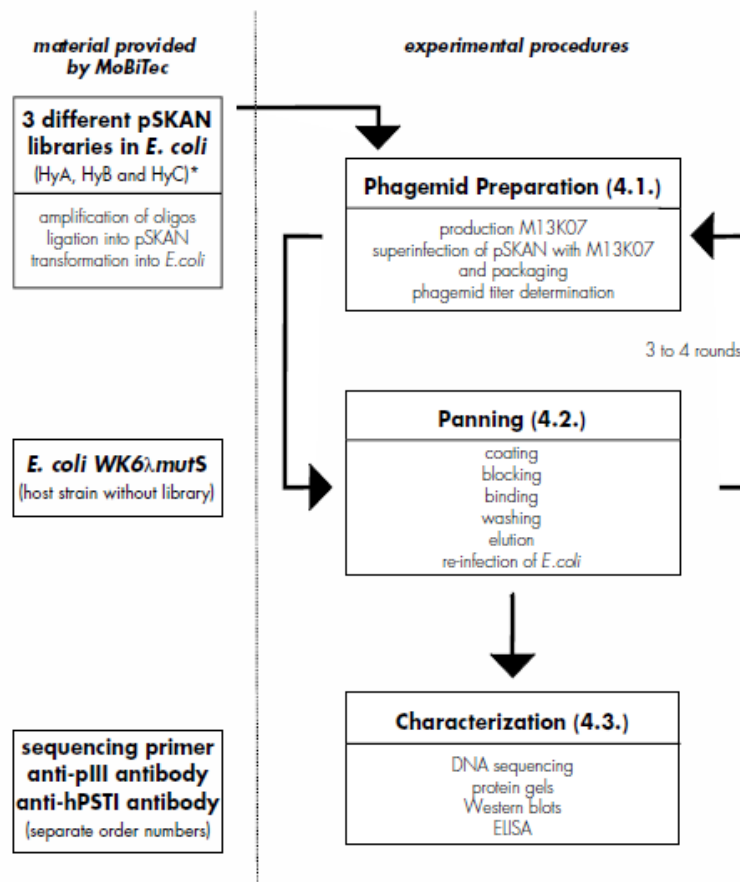 material provided
by MoBiTec
experimental procedures
3 different pSKAN
libraries in E. coli
(HyA, HyB and HyC)*
amplification of oligos
ligation into pSKAN
transformation into E.coli
Phagemid Preparation (4.1.)
production M13K07
superinfection of pSKAN with M13K07
and packaging
phagemid titer determination
3 to 4 rounds
E. coli WK6λmutS
(host strain without library)
Panning (4.2.)
coating
blocking
binding
washing
elution
re-infection of E.coli
sequencing primer
anti-pIII antibody
anti-hPSTI antibody
(separate order numbers)
Characterization (4.3.)
DNA sequencing
protein gels
Western blots
ELISA